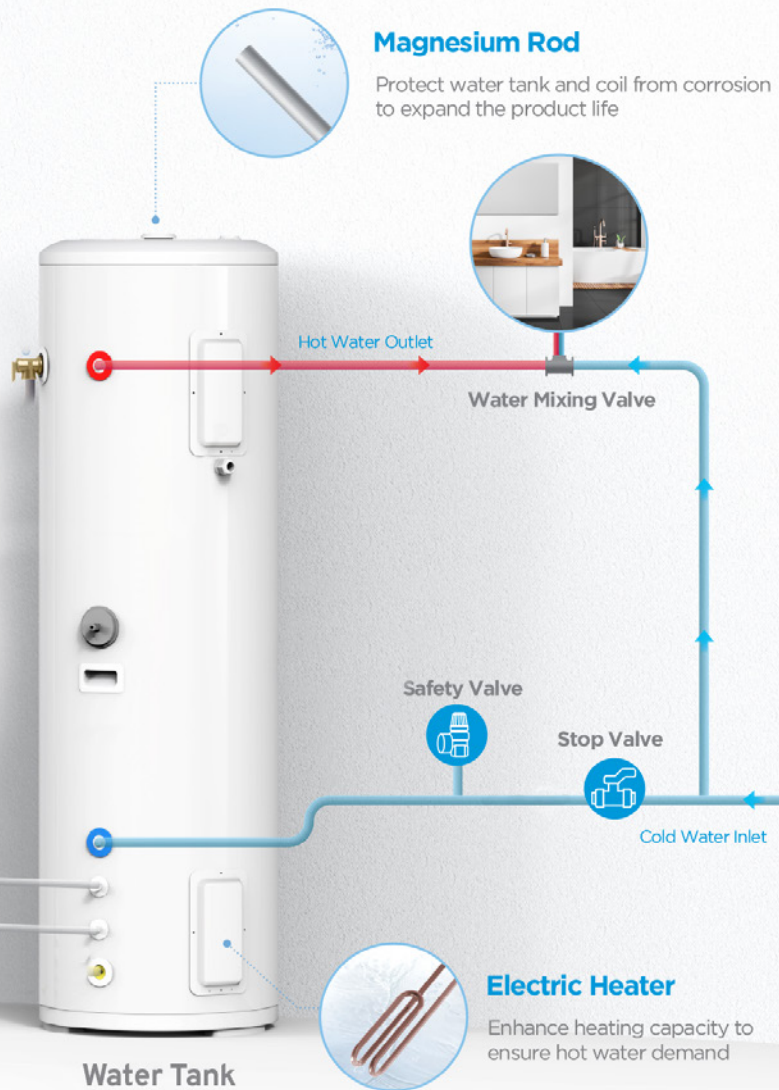 Magnesium Rod
Protect water tank and coil from corrosion
to expand the product life
Hot Water Outlet
Water Mixing Valve
Safety Valve
Stop Valve
Cold Water Inlet
Electric Heater
Enhance heating capacity to
ensure hot water demand
Water Tank